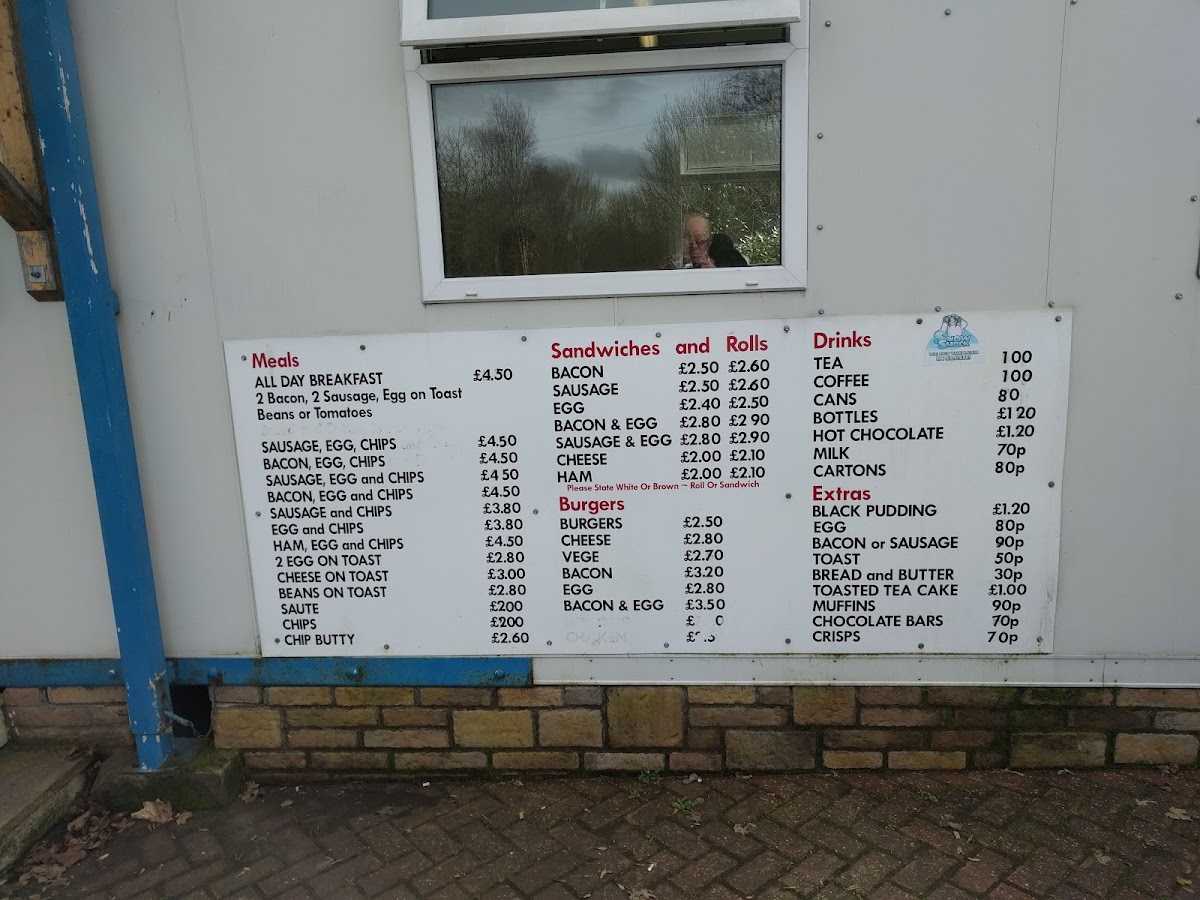 Meals
ALL DAY BREAKFAST £4.50
2 Bacon, 2 Sausage, Egg on Toast
Beans or Tomatoes
SAUSAGE, EGG, CHIPS £4.50
BACON, EGG, CHIPS £4.50
SAUSAGE, EGG and CHIPS £4 50
BACON, EGG and CHIPS £4.50
SAUSAGE and CHIPS £3.80
EGG and CHIPS £3.80
HAM, EGG and CHIPS £4.50
2 EGG ON TOAST £2.80
CHEESE ON TOAST £3.00
BEANS ON TOAST £2.80
SAUTE £200
CHIPS £200
CHIP BUTTY £2.60
Sandwiches and Rolls
BACON £2.50 £2.60
SAUSAGE £2.50 £2.60
EGG £2.40 £2.50
BACON & EGG £2.80 £2 90
SAUSAGE & EGG £2.80 £2.90
CHEESE £2.00 £2.10
HAM £2.00 £2.10
Please State White Or Brown ~ Roll Or Sandwich
Burgers
BURGERS £2.50
CHEESE £2.80
VEGE £2.70
BACON £3.20
EGG £2.80
BACON & EGG £3.50
£ 0
CHICKEN
Drinks
TEA 100
COFFEE 100
CANS 80
BOTTLES £1 20
HOT CHOCOLATE £1.20
MILK 70p
CARTONS 80p
Extras
BLACK PUDDING £1.20
EGG 80p
BACON or SAUSAGE 90p
TOAST 50p
BREAD and BUTTER 30p
TOASTED TEA CAKE £1.00
MUFFINS 90p
CHOCOLATE BARS 70p
CRISPS 70p